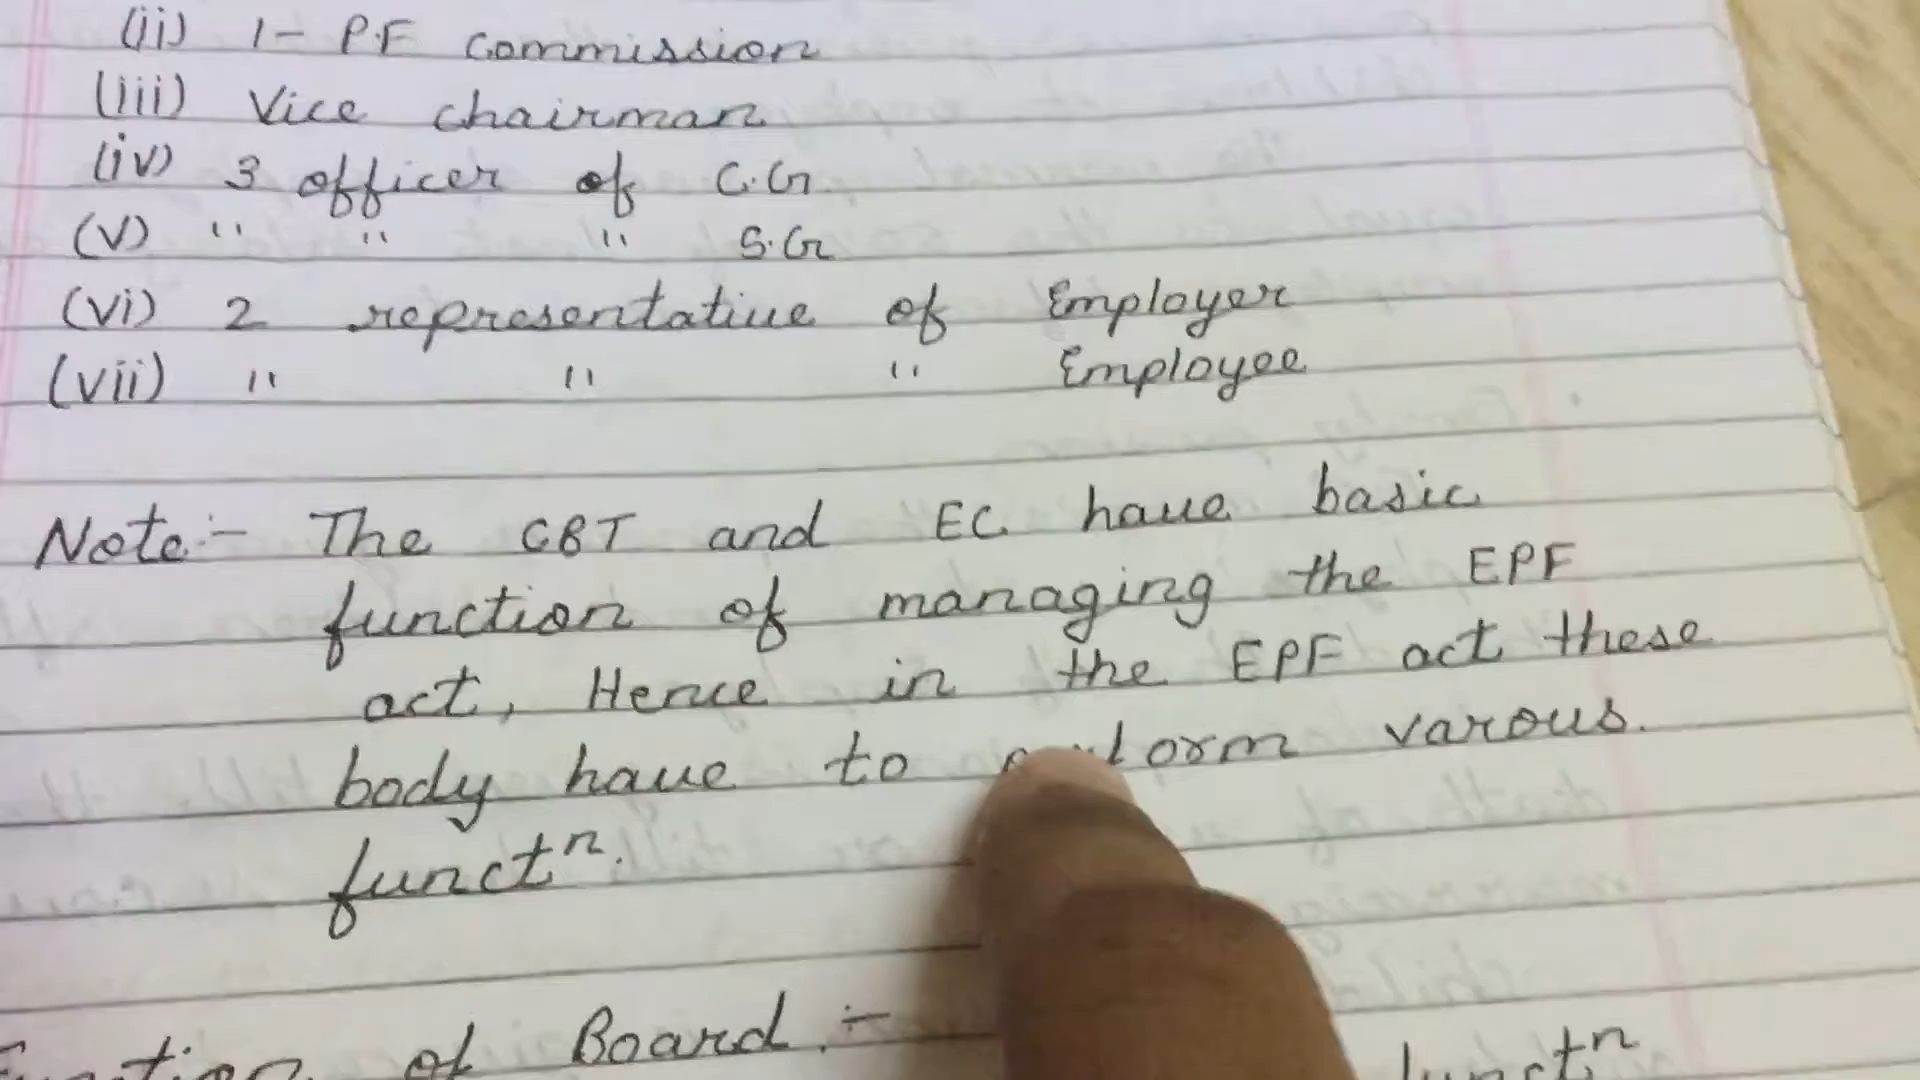 (ii) 1- P.F Commission
(iii) Vice chairman
(iv) 3 officer of C.G
(v) " " " S.G
(vi) 2 representative of Employer
(vii) " " " Employee
Note:- The CBT and EC have basic
function of managing the EPF
act, Hence in the EPF act these
body have to varous.
functⁿ.
of Board :- functⁿ